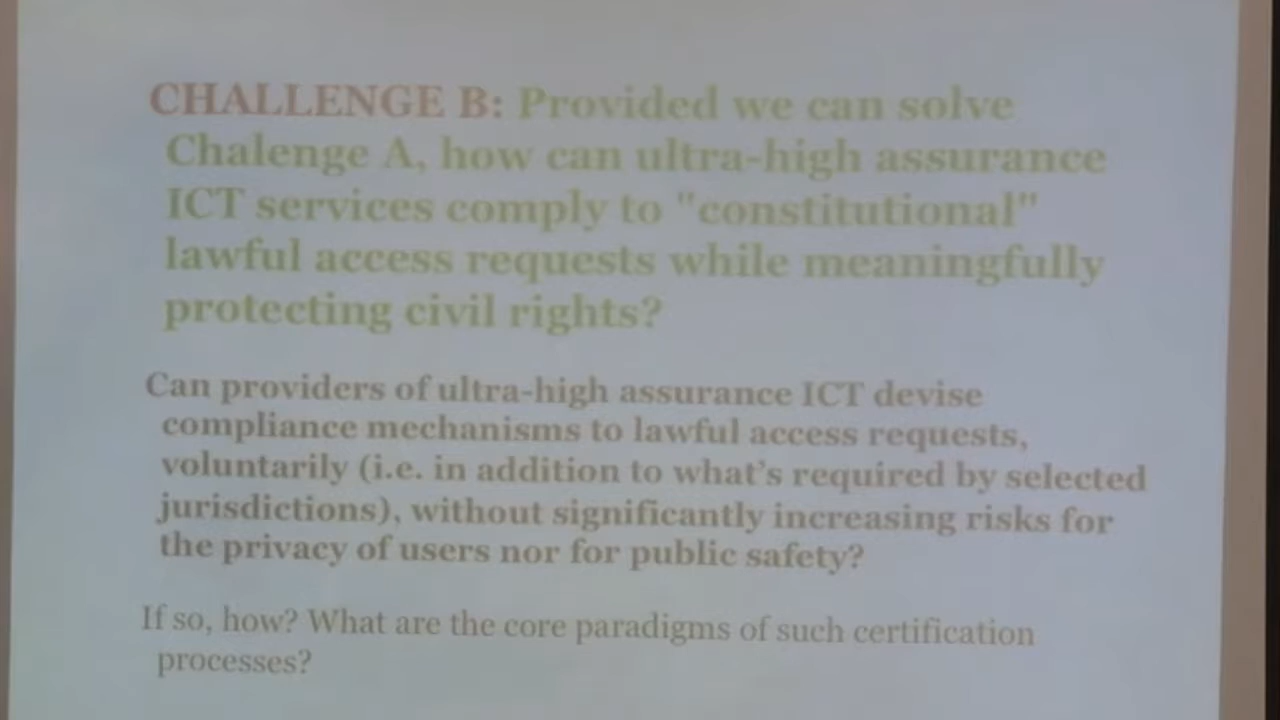 CHALLENGE B: Provided we can solve
Chalenge A, how can ultra-high assurance
ICT services comply to "constitutional"
lawful access requests while meaningfully
protecting civil rights?
Can providers of ultra-high assurance ICT devise
compliance mechanisms to lawful access requests,
voluntarily (i.e. in addition to what's required by selected
jurisdictions), without significantly increasing risks for
the privacy of users nor for public safety?
If so, how? What are the core paradigms of such certification
processes?